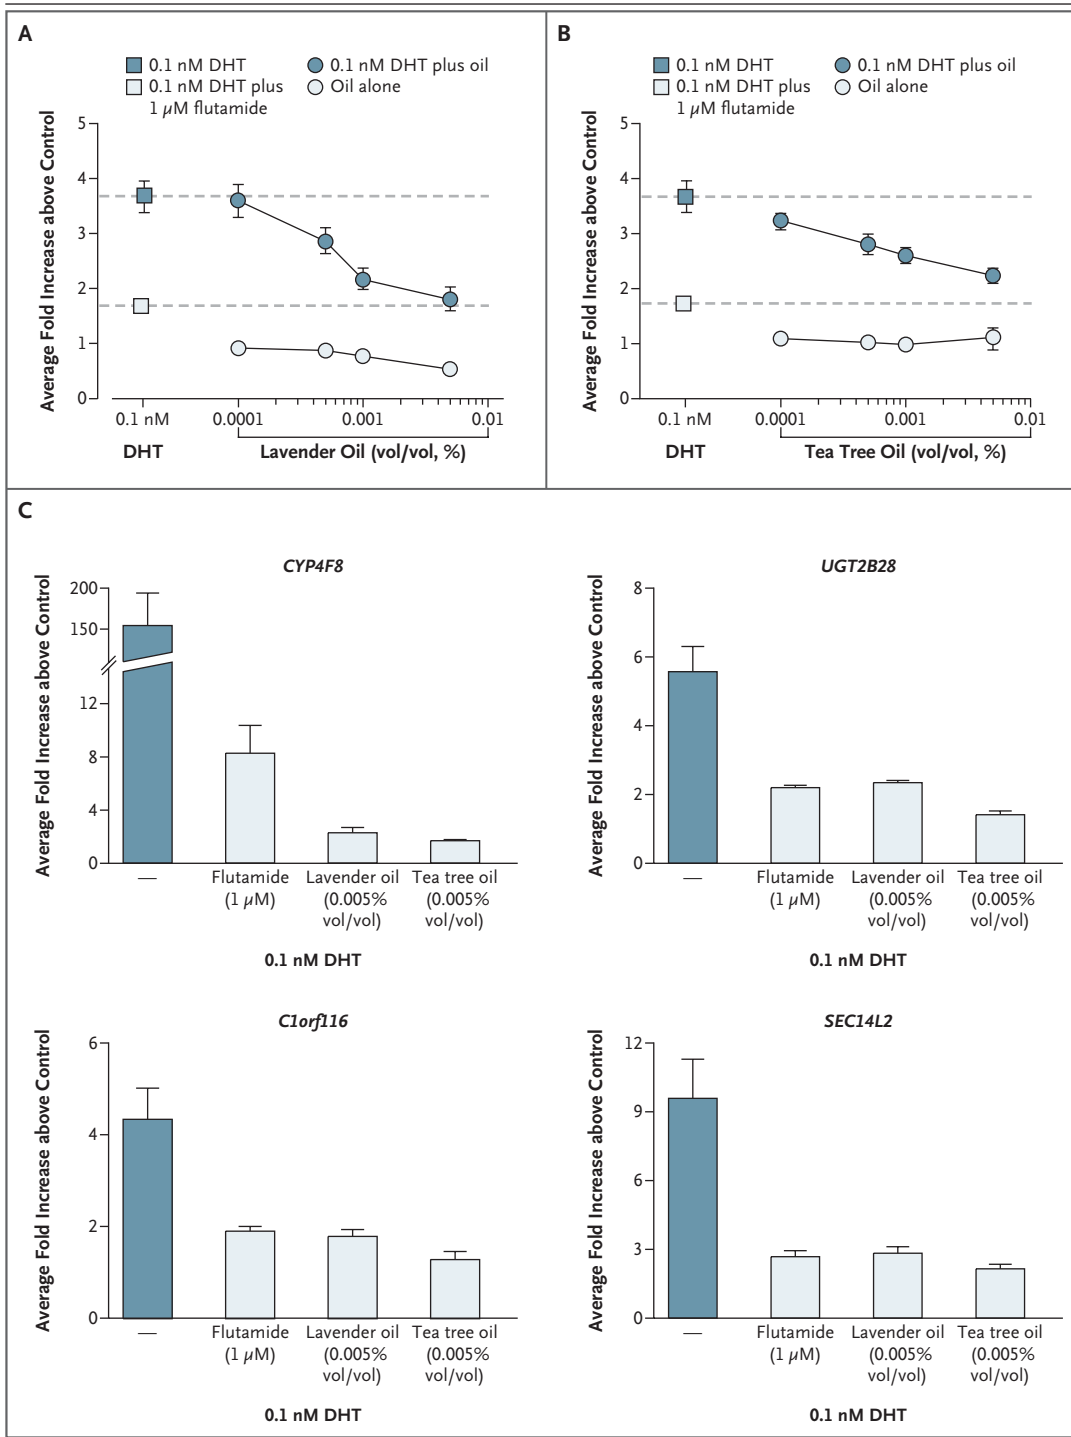 A
0.1 nM DHT
0.1 nM DHT plus oil
0.1 nM DHT plus
1 µM flutamide
Oil alone
Average Fold Increase above Control
5
4
3
2
1
0
0.1 nM
0.0001
0.001
0.01
DHT
Lavender Oil (vol/vol, %)
B
0.1 nM DHT
0.1 nM DHT plus oil
0.1 nM DHT plus
1 µM flutamide
Oil alone
Average Fold Increase above Control
5
4
3
2
1
0
0.1 nM
0.0001
0.001
0.01
DHT
Tea Tree Oil (vol/vol, %)
C
CYP4F8
Average Fold Increase above Control
200
150
12
8
4
0
—
Flutamide
(1 µM)
Lavender oil
(0.005%
vol/vol)
Tea tree oil
(0.005%
vol/vol)
0.1 nM DHT
UGT2B28
Average Fold Increase above Control
8
6
4
2
0
—
Flutamide
(1 µM)
Lavender oil
(0.005%
vol/vol)
Tea tree oil
(0.005%
vol/vol)
0.1 nM DHT
C1orf116
Average Fold Increase above Control
6
4
2
0
—
Flutamide
(1 µM)
Lavender oil
(0.005%
vol/vol)
Tea tree oil
(0.005%
vol/vol)
0.1 nM DHT
SEC14L2
Average Fold Increase above Control
12
9
6
3
0
—
Flutamide
(1 µM)
Lavender oil
(0.005%
vol/vol)
Tea tree oil
(0.005%
vol/vol)
0.1 nM DHT